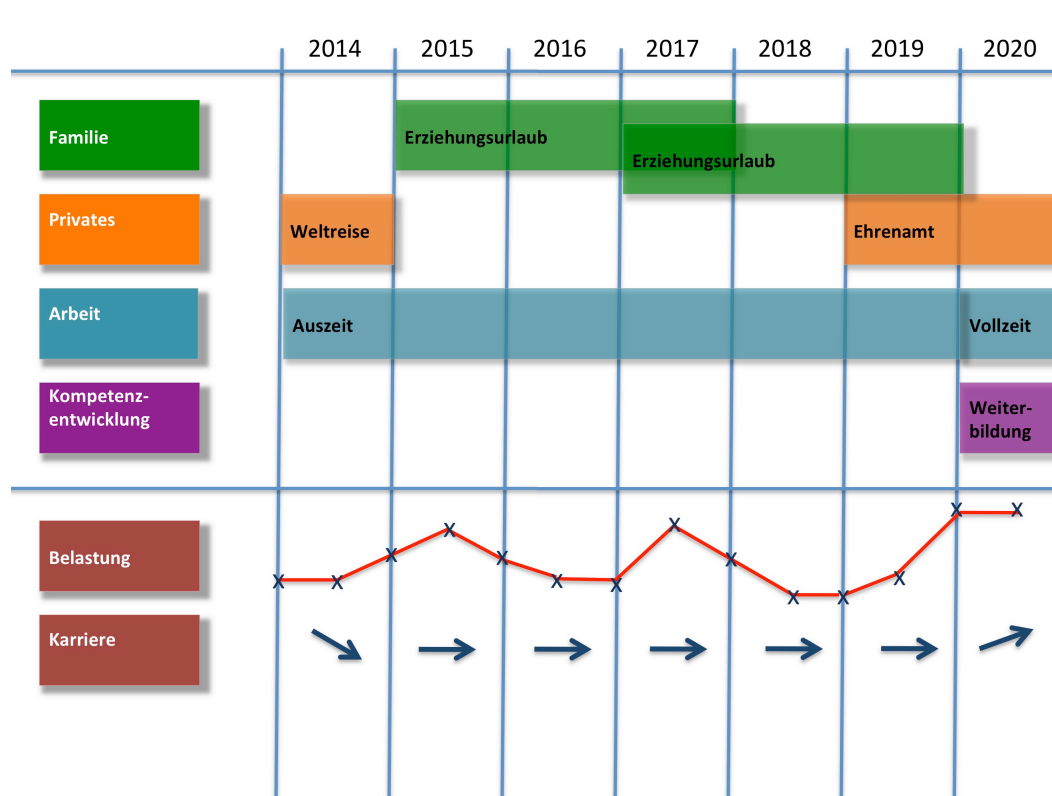 2014 2015 2016 2017 2018 2019 2020
Familie
Erziehungsurlaub
Erziehungsurlaub
Privates
Weltreise
Ehrenamt
Arbeit
Auszeit
Vollzeit
Kompetenz-
entwicklung
Weiter-
bildung
Belastung
X X X X X X X X X X X X X X
Karriere